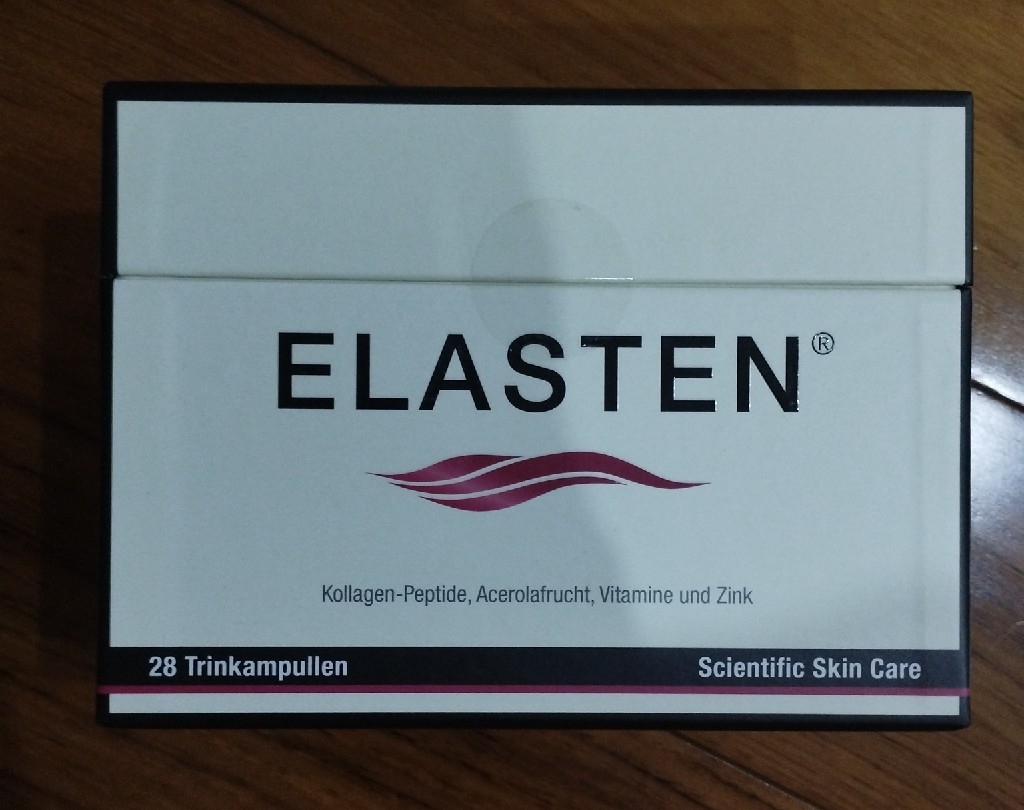 ELASTEN®
Kollagen-Peptide, Acerolafrucht, Vitamine und Zink
28 Trinkampullen
Scientific Skin Care